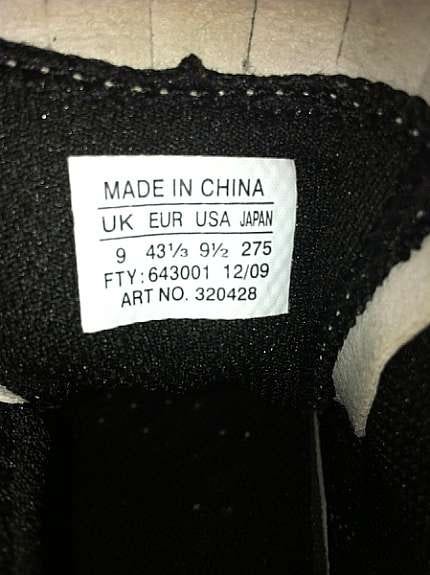 MADE IN CHINA
UK EUR USA JAPAN
9 43⅓ 9½ 275
FTY: 643001 12/09
ART NO. 320428